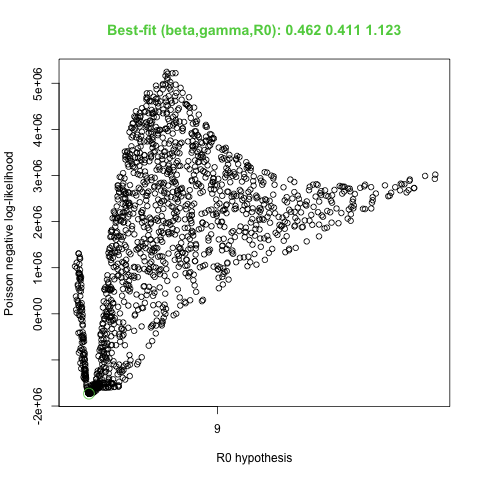 Best-fit (beta,gamma,R0): 0.462 0.411 1.123
Poisson negative log-likelihood
5e+06
4e+06
3e+06
2e+06
1e+06
0e+00
-2e+06
9
R0 hypothesis